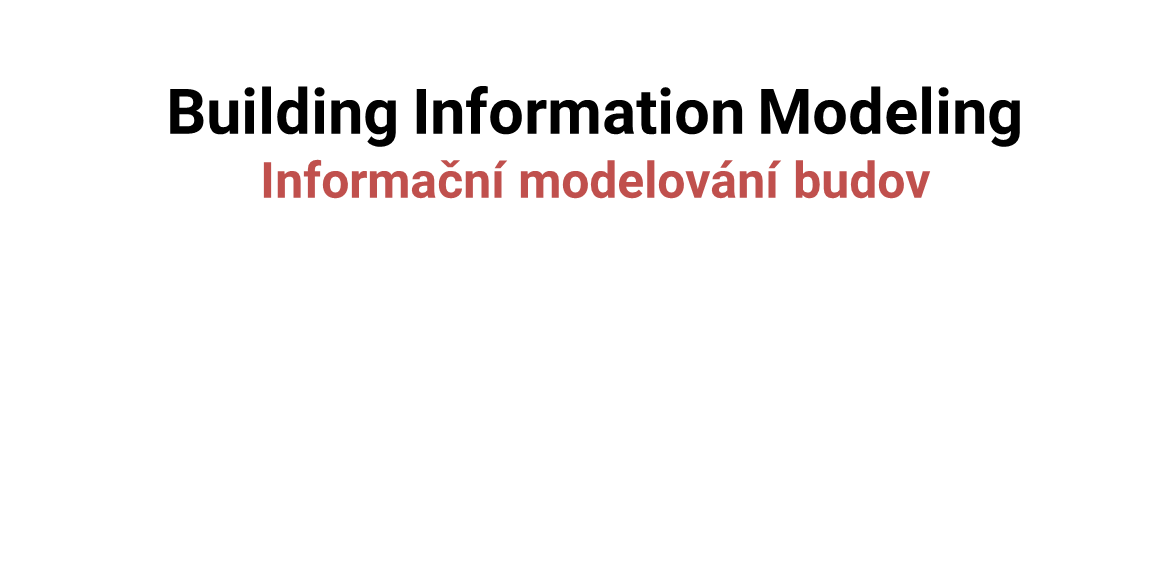 Building Information Modeling
Informační modelování budov